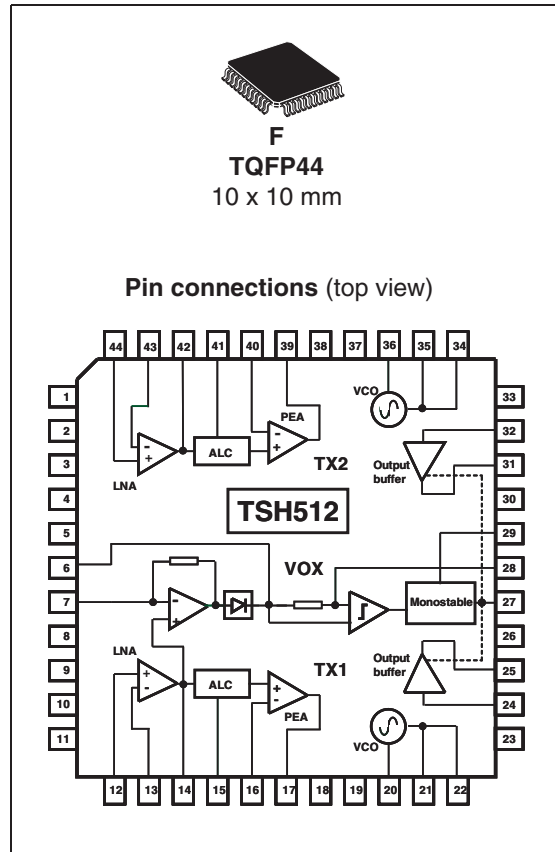 F
TQFP44
10 x 10 mm
Pin connections (top view)
44 43 42 41 40 39 38 37 36 35 34
1
2
3
4
5
6
7
8
9
10
11
33
32
31
30
29
28
27
26
25
24
23
LNA
ALC
PEA
TX2
VCO
Output
buffer
TSH512
VOX
Monostable
LNA
ALC
PEA
TX1
Output
buffer
VCO
12 13 14 15 16 17 18 19 20 21 22